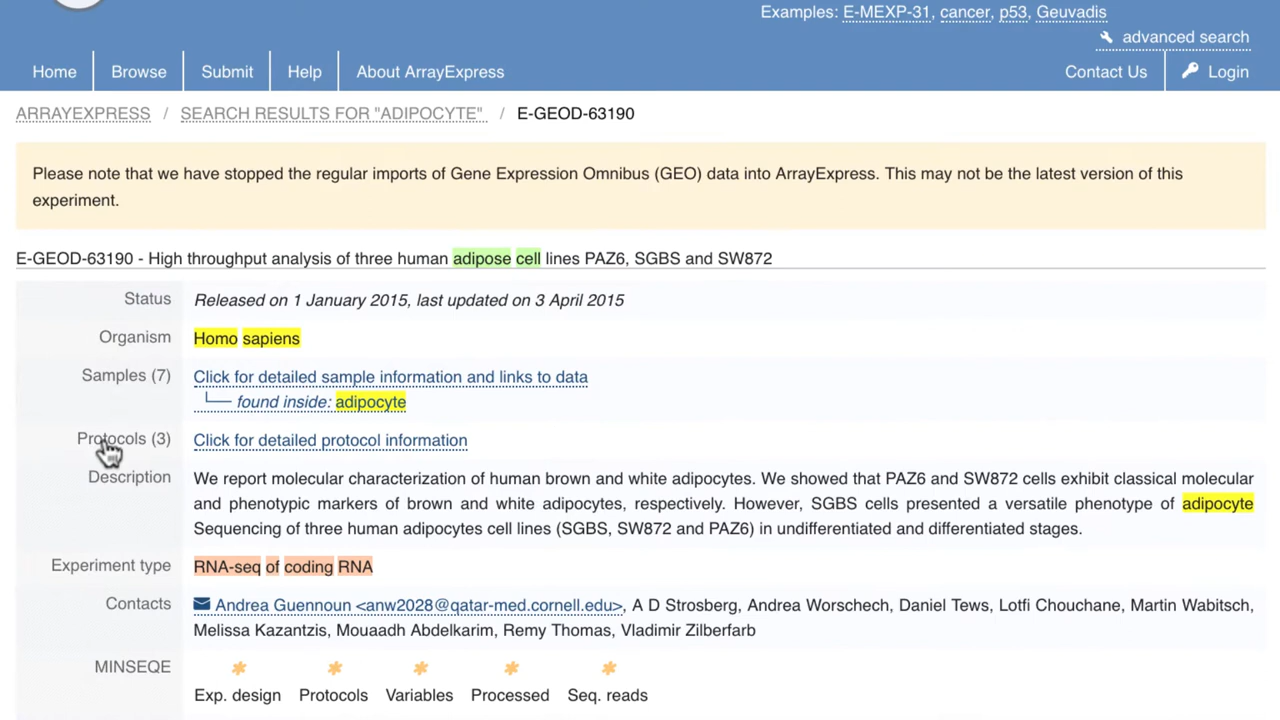 Examples: E-MEXP-31, cancer, p53, Geuvadis
advanced search
Home Browse Submit Help About ArrayExpress Contact Us Login
ARRAYEXPRESS / SEARCH RESULTS FOR "ADIPOCYTE" / E-GEOD-63190
Please note that we have stopped the regular imports of Gene Expression Omnibus (GEO) data into ArrayExpress. This may not be the latest version of this
experiment.
E-GEOD-63190 - High throughput analysis of three human adipose cell lines PAZ6, SGBS and SW872
Status Released on 1 January 2015, last updated on 3 April 2015
Organism Homo sapiens
Samples (7) Click for detailed sample information and links to data
found inside: adipocyte
Protocols (3) Click for detailed protocol information
Description We report molecular characterization of human brown and white adipocytes. We showed that PAZ6 and SW872 cells exhibit classical molecular
and phenotypic markers of brown and white adipocytes, respectively. However, SGBS cells presented a versatile phenotype of adipocyte
Sequencing of three human adipocytes cell lines (SGBS, SW872 and PAZ6) in undifferentiated and differentiated stages.
Experiment type RNA-seq of coding RNA
Contacts Andrea Guennoun <anw2028@qatar-med.cornell.edu>, A D Strosberg, Andrea Worschech, Daniel Tews, Lotfi Chouchane, Martin Wabitsch,
Melissa Kazantzis, Mouaadh Abdelkarim, Remy Thomas, Vladimir Zilberfarb
MINSEQE * * * * *
Exp. design Protocols Variables Processed Seq. reads